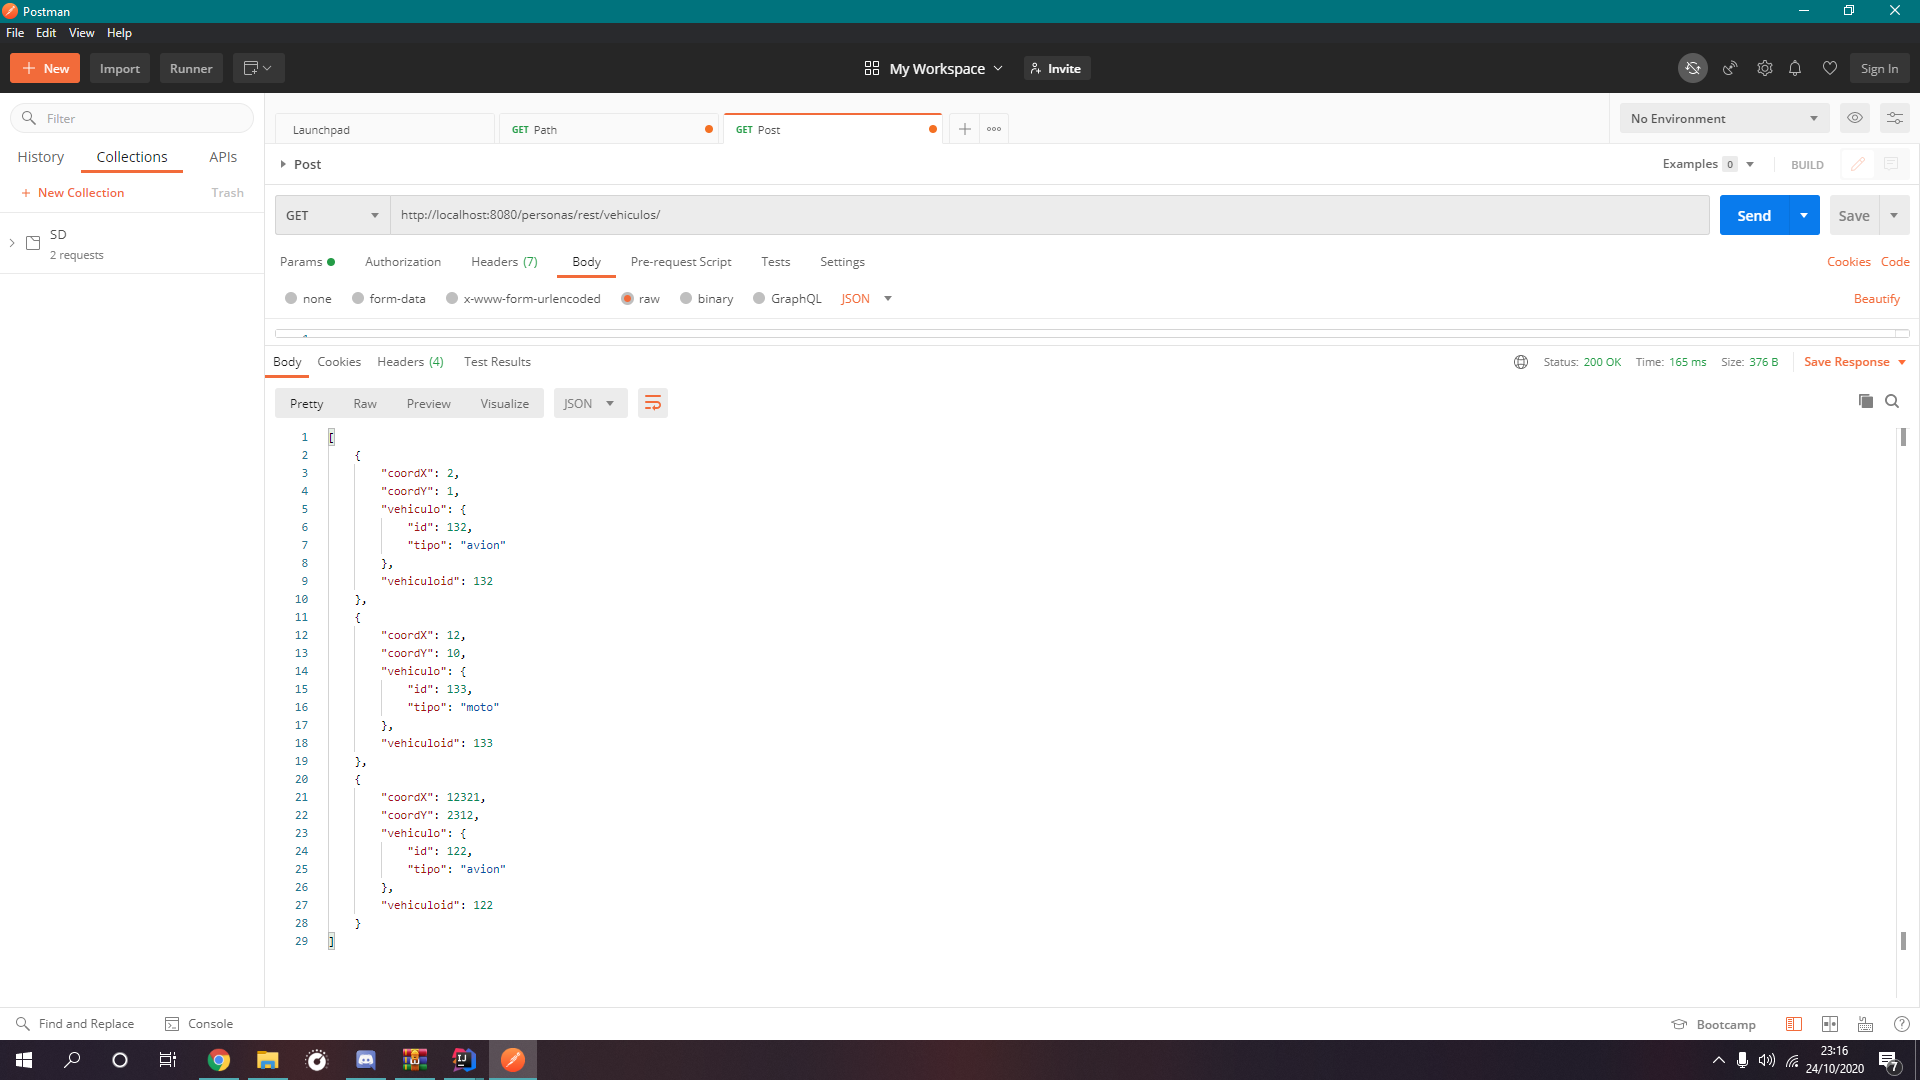 Postman
File Edit View Help
New Import Runner My Workspace Invite Sign In
Filter
History Collections APIs
+ New Collection Trash
SD
2 requests
Launchpad GET Path GET Post No Environment
Post Examples 0 BUILD
GET http://localhost:8080/personas/rest/vehiculos/ Send Save
Params Authorization Headers (7) Body Pre-request Script Tests Settings Cookies Code
none form-data x-www-form-urlencoded raw binary GraphQL JSON Beautify
Body Cookies Headers (4) Test Results Status: 200 OK Time: 165 ms Size: 376 B Save Response
Pretty Raw Preview Visualize JSON
1 [
2 {
3 "coordX": 2,
4 "coordY": 1,
5 "vehiculo": {
6 "id": 132,
7 "tipo": "avion"
8 },
9 "vehiculoid": 132
10 },
11 {
12 "coordX": 12,
13 "coordY": 10,
14 "vehiculo": {
15 "id": 133,
16 "tipo": "moto"
17 },
18 "vehiculoid": 133
19 },
20 {
21 "coordX": 12321,
22 "coordY": 2312,
23 "vehiculo": {
24 "id": 122,
25 "tipo": "avion"
26 },
27 "vehiculoid": 122
28 }
29 ]
Find and Replace Console Bootcamp
23:16
24/10/2020
7